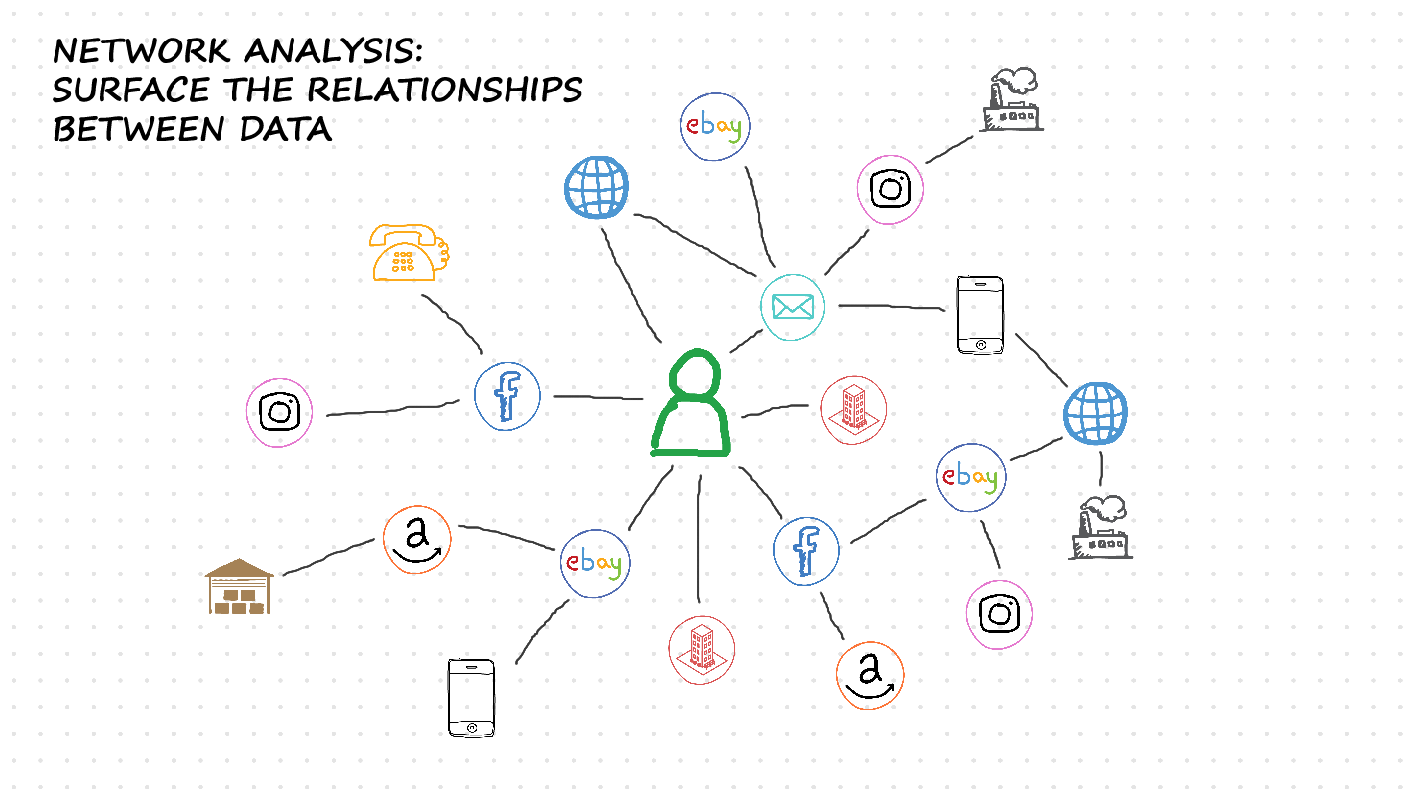 NETWORK ANALYSIS:
SURFACE THE RELATIONSHIPS
BETWEEN DATA
ebay
f
ebay
a
ebay
f
a